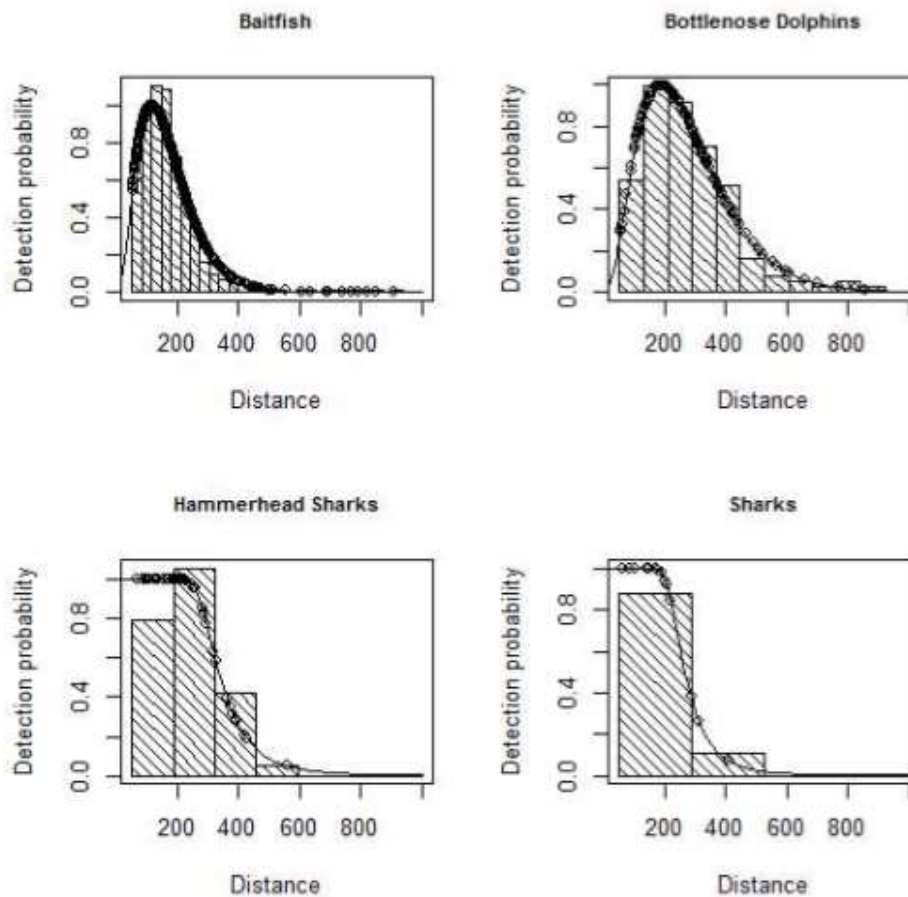 Baitfish
Detection probability
0.0 0.4 0.8
200 400 600 800
Distance
Bottlenose Dolphins
Detection probability
0.0 0.4 0.8
200 400 600 800
Distance
Hammerhead Sharks
Detection probability
0.0 0.4 0.8
200 400 600 800
Distance
Sharks
Detection probability
0.0 0.4 0.8
200 400 600 800
Distance